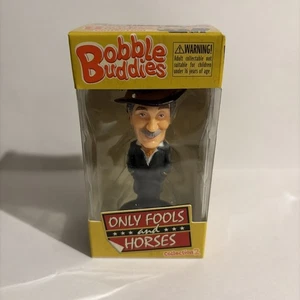 Bobble
Buddies
⚠WARNING!
Adult collectable not
suitable for children
under 14 years of age
ONLY FOOLS
and
HORSES